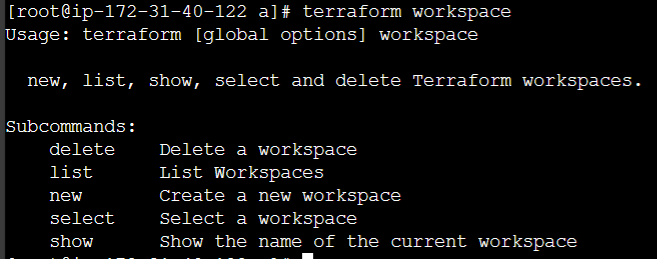 [root@ip-172-31-40-122 a]# terraform workspace
Usage: terraform [global options] workspace
new, list, show, select and delete Terraform workspaces.
Subcommands:
delete    Delete a workspace
list      List Workspaces
new       Create a new workspace
select    Select a workspace
show      Show the name of the current workspace